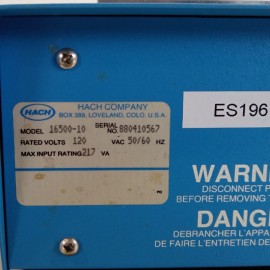 HACH
HACH COMPANY
BOX 389, LOVELAND, COLO. U.S.A.
MODEL 16500-10 SERIAL NO. 880410567
RATED VOLTS 120 VAC 50/60 HZ
MAX INPUT RATING 217 VA
ES196
WARN
DISCONNECT P
BEFORE REMOVING T
DANGE
DEBRANCHER L'APPA
DE FAIRE L'ENTRETIEN DE